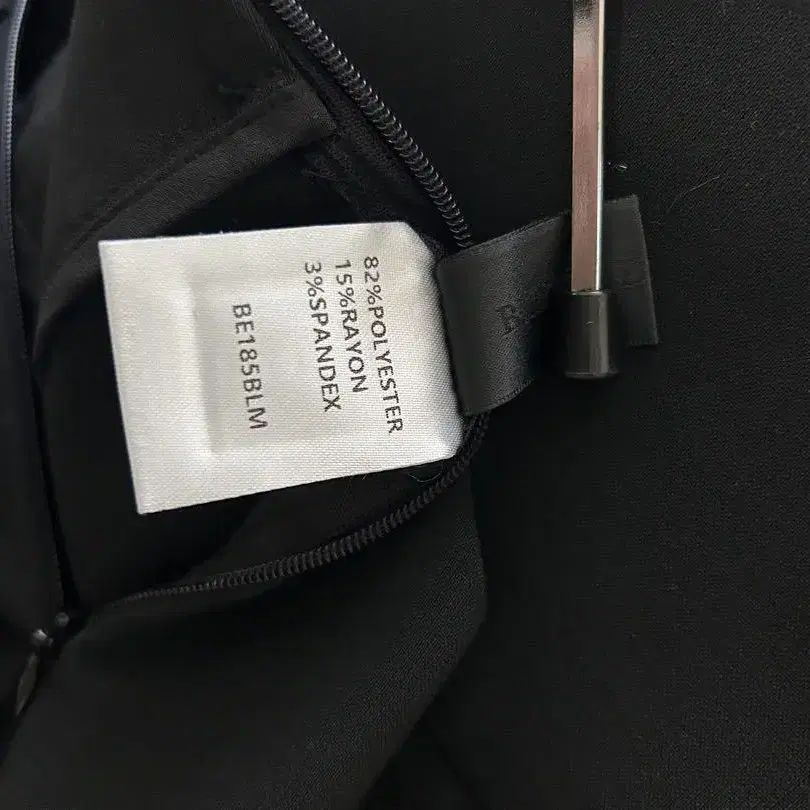 82%POLYESTER
15%RAYON
3%SPANDEX
BE185BLM